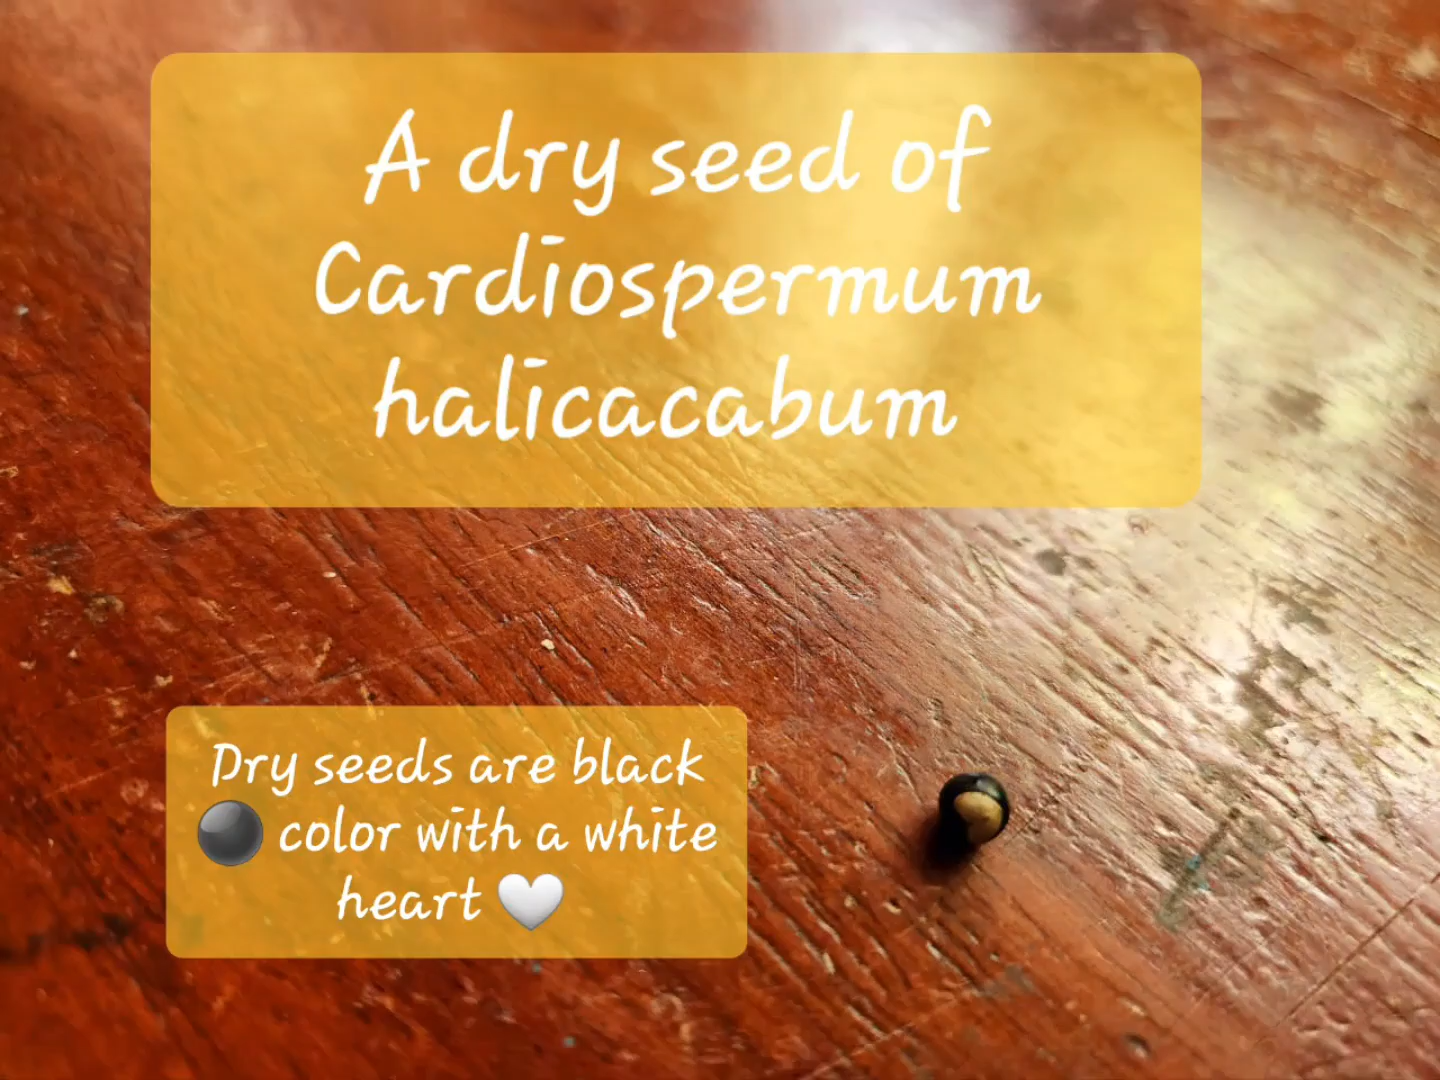 A dry seed of
Cardiospermum
halicacabum
Dry seeds are black
⚫ color with a white
heart 🤍